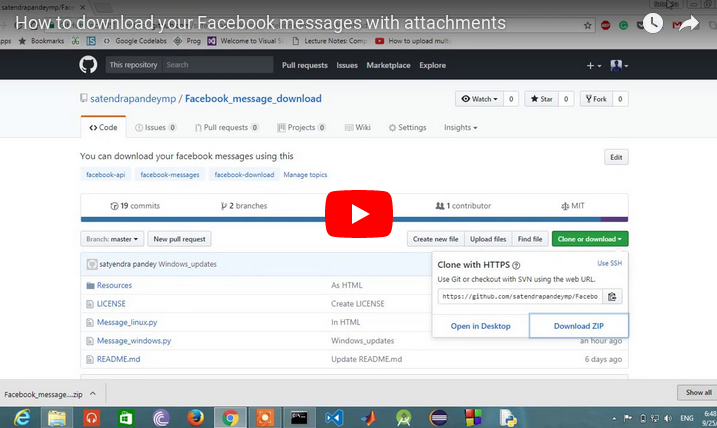 satendrapandeymp/Face
How to download your Facebook messages with attachments
Apps Bookmarks Google Codelabs Prog Welcome to Visual S Lecture Notes: Comp How to upload mult
This repository Search Pull requests Issues Marketplace Explore
satendrapandeymp / Facebook_message_download Watch 0 Star 0 Fork 0
Code Issues 0 Pull requests 0 Projects 0 Wiki Settings Insights
You can download your facebook messages using this Edit
facebook-api facebook-messages facebook-download Manage topics
19 commits 2 branches 1 contributor MIT
Branch: master New pull request Create new file Upload files Find file Clone or download
satyendra pandey Windows_updates
Clone with HTTPS Use SSH
Use Git or checkout with SVN using the web URL.
https://github.com/satendrapandeymp/Facebo
Open in Desktop Download ZIP
Resources As HTML
LICENSE Create LICENSE
Message_linux.py In HTML
Message_windows.py Windows_updates an hour ago
README.md Update README.md 6 days ago
Facebook_message....zip Show all
ENG 6:48
9/25/